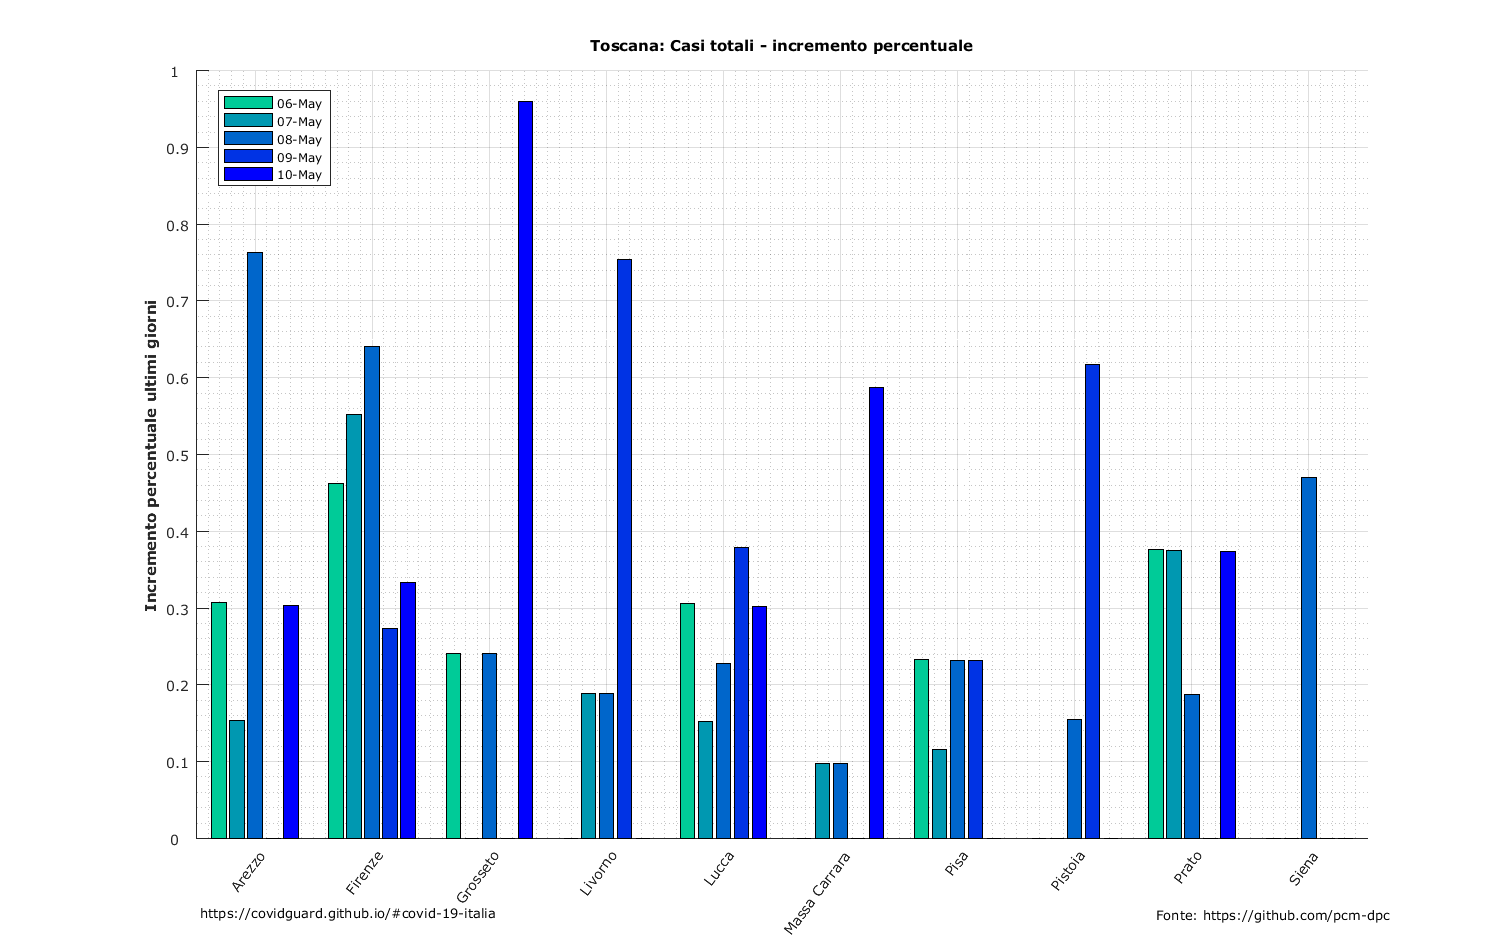 Toscana: Casi totali - incremento percentuale
Incremento percentuale ultimi giorni
1
0.9
0.8
0.7
0.6
0.5
0.4
0.3
0.2
0.1
0
06-May
07-May
08-May
09-May
10-May
Arezzo
Firenze
Grosseto
Livorno
Lucca
Massa Carrara
Pisa
Pistoia
Prato
Siena
https://covidguard.github.io/#covid-19-italia
Fonte: https://github.com/pcm-dpc